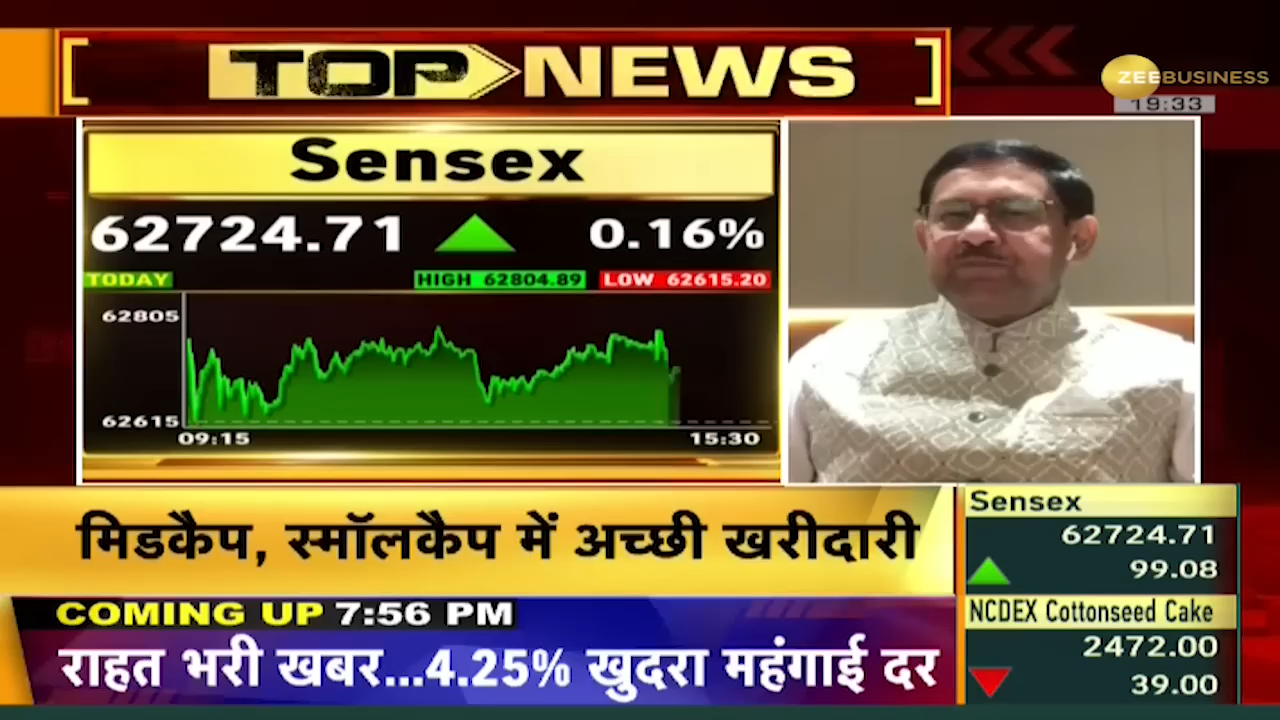 TOP NEWS
ZEEBUSINESS
19:33
Sensex
62724.71 0.16%
TODAY HIGH 62804.89 LOW 62615.20
62805
62615
09:15 15:30
मिडकैप, स्मॉलकैप में अच्छी खरीदारी
COMING UP 7:56 PM
राहत भरी खबर...4.25% खुदरा महंगाई दर
Sensex
62724.71
99.08
NCDEX Cottonseed Cake
2472.00
39.00